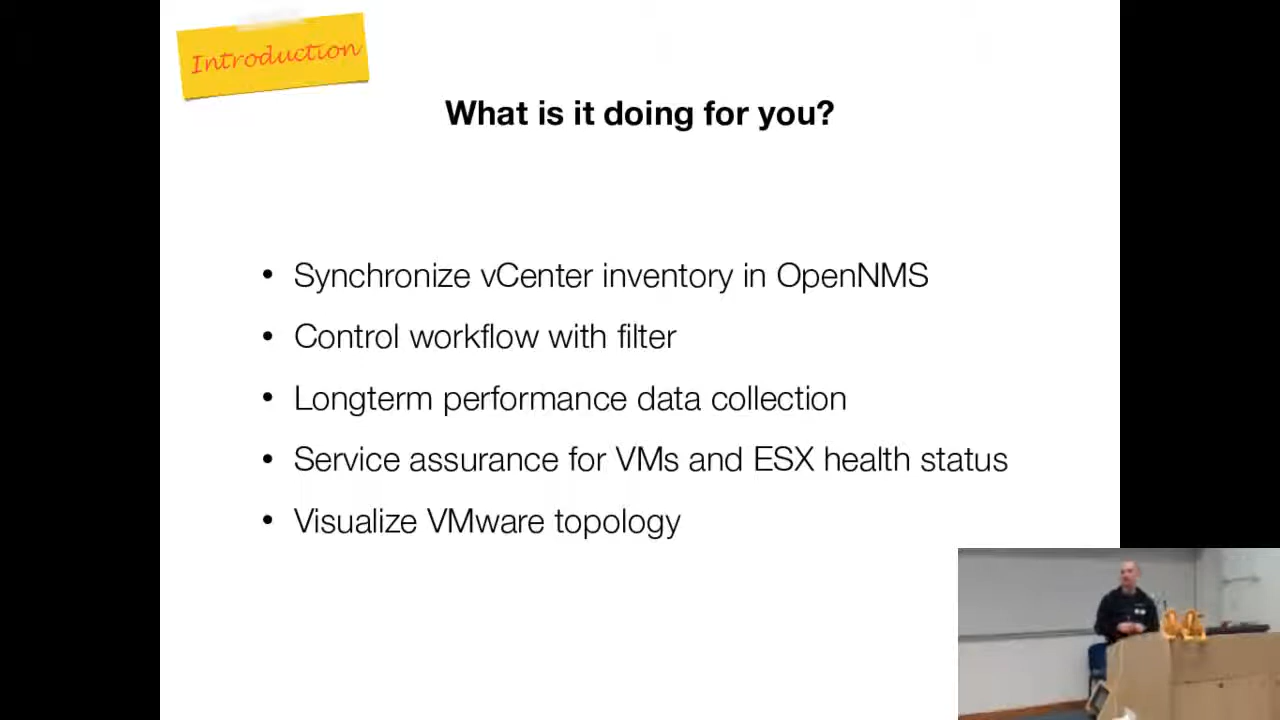 Introduction
What is it doing for you?
• Synchronize vCenter inventory in OpenNMS
• Control workflow with filter
• Longterm performance data collection
• Service assurance for VMs and ESX health status
• Visualize VMware topology